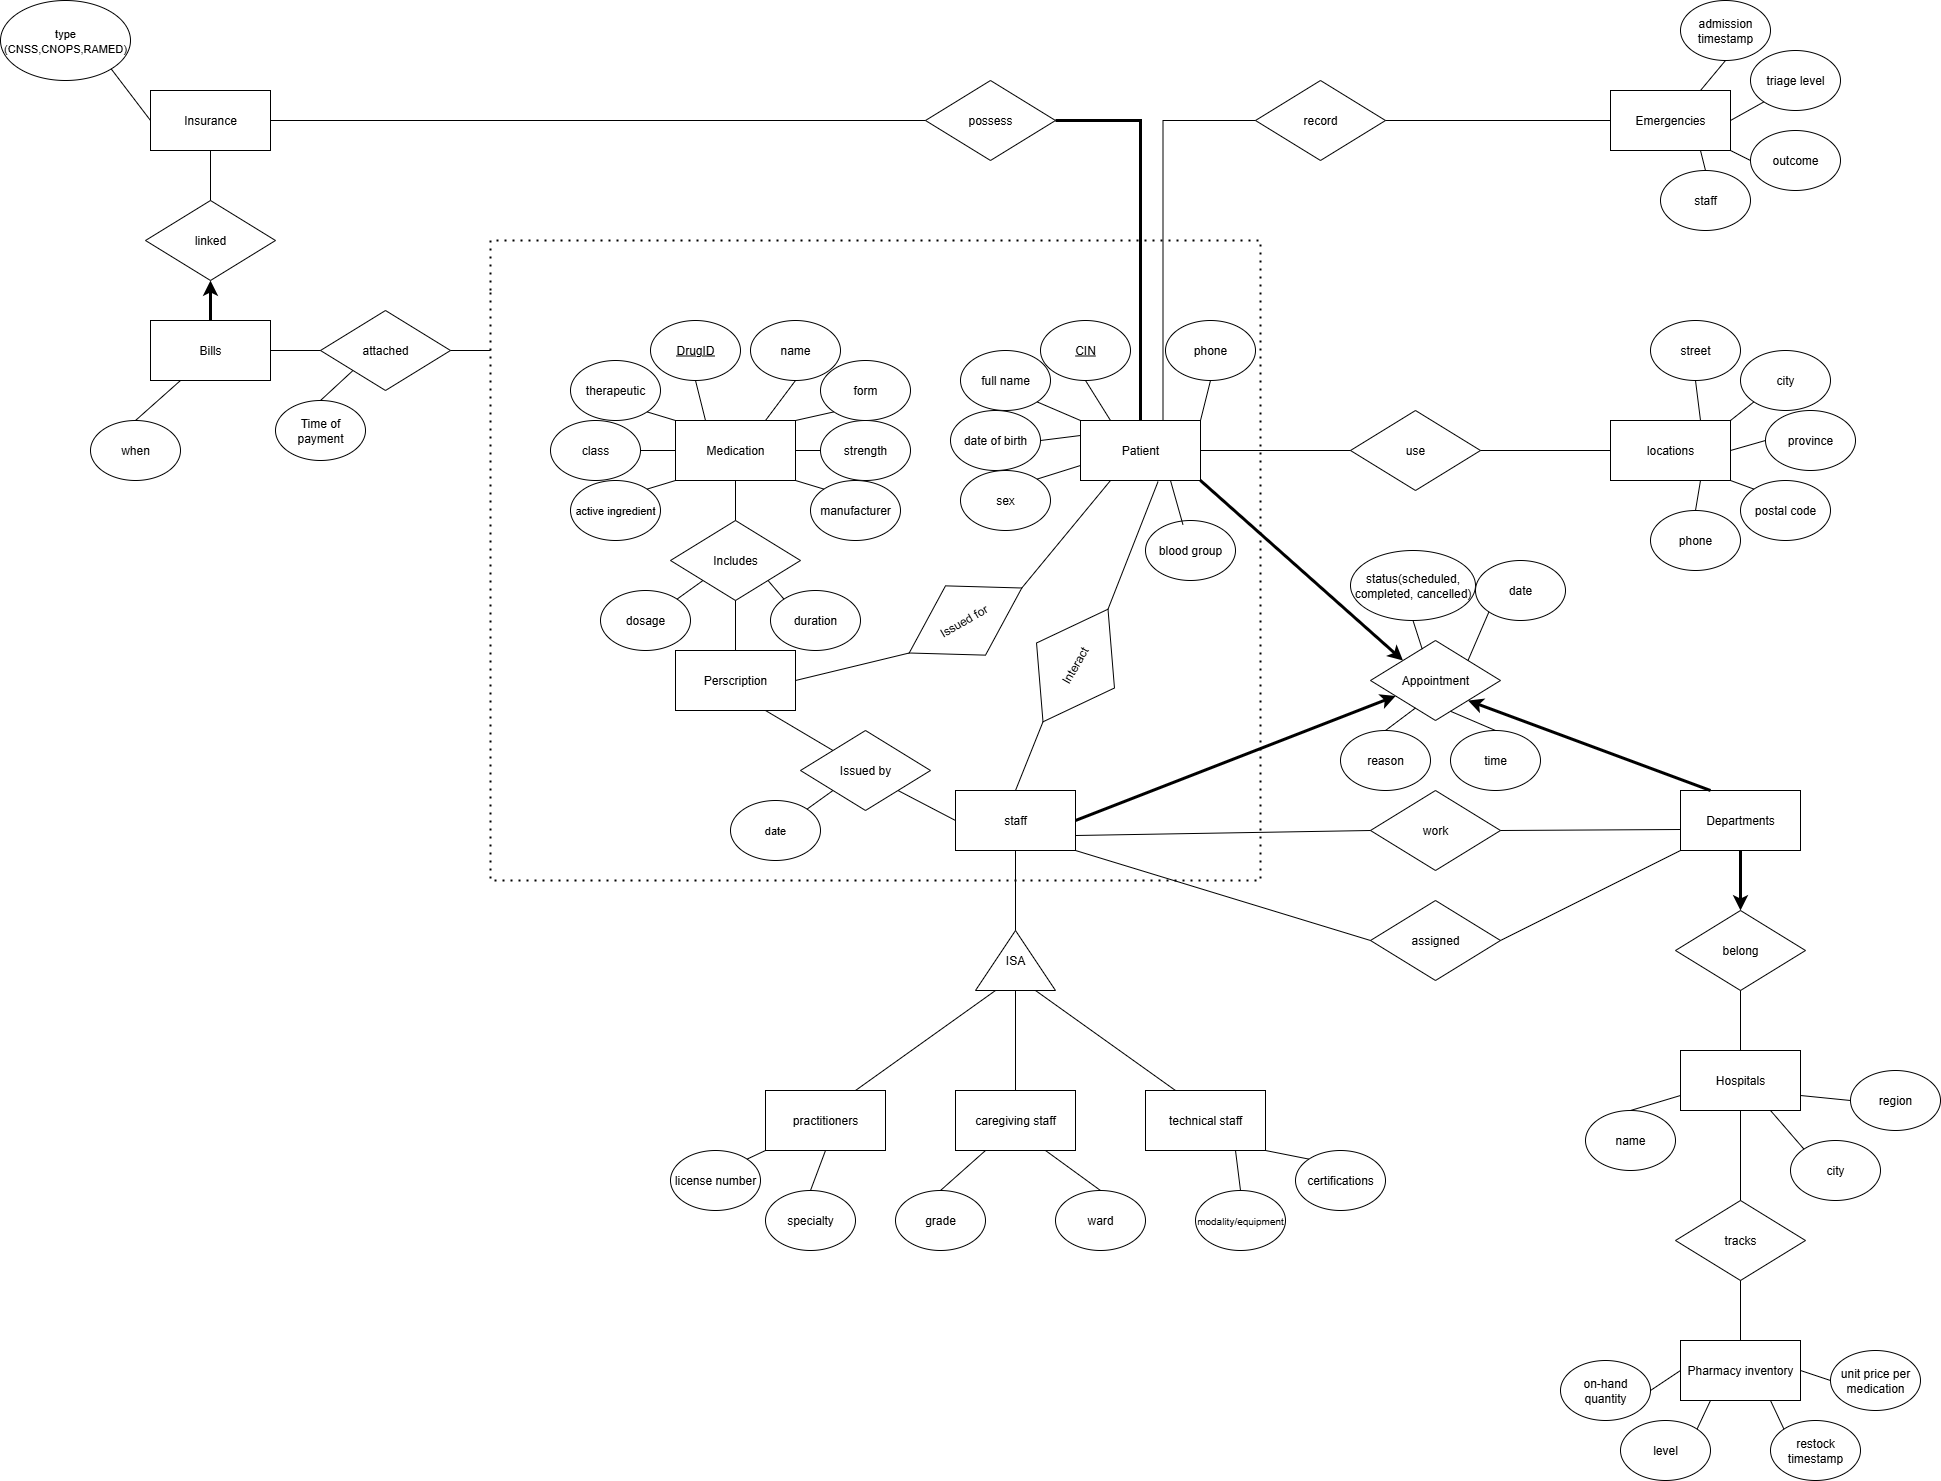 type
(CNSS,CNOPS,RAMED)
Insurance
possess
record
admission
timestamp
triage level
Emergencies
outcome
staff
linked
Bills
attached
when
Time of
payment
DrugID
name
therapeutic
form
class
Medication
strength
active ingredient
manufacturer
Includes
dosage
duration
Perscription
CIN
phone
full name
date of birth
Patient
sex
blood group
use
street
city
locations
province
postal code
phone
Issued for
Interact
status(scheduled,
completed, cancelled)
date
Appointment
reason
time
Issued by
date
staff
work
Departments
assigned
belong
ISA
practitioners
caregiving staff
technical staff
license number
specialty
grade
ward
modality/equipment
certifications
Hospitals
region
name
city
tracks
Pharmacy inventory
on-hand
quantity
unit price per
medication
level
restock
timestamp